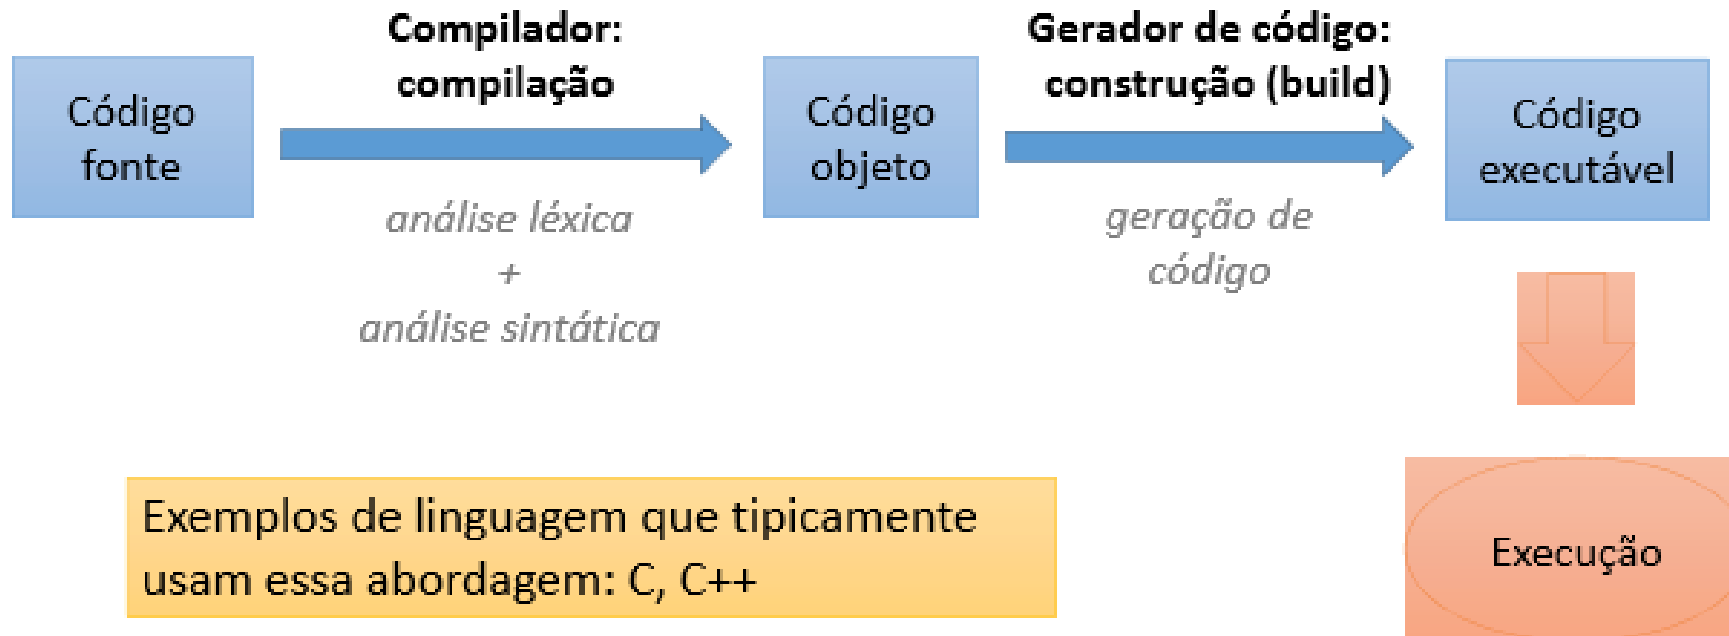 Compilador:
compilação
Gerador de código:
construção (build)
Código
fonte
Código
objeto
Código
executável
análise léxica
+
análise sintática
geração de
código
Exemplos de linguagem que tipicamente
usam essa abordagem: C, C++
Execução